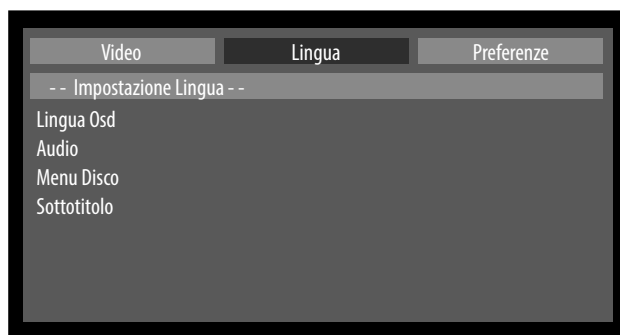 Video Lingua Preferenze
- - Impostazione Lingua - -
Lingua Osd
Audio
Menu Disco
Sottotitolo